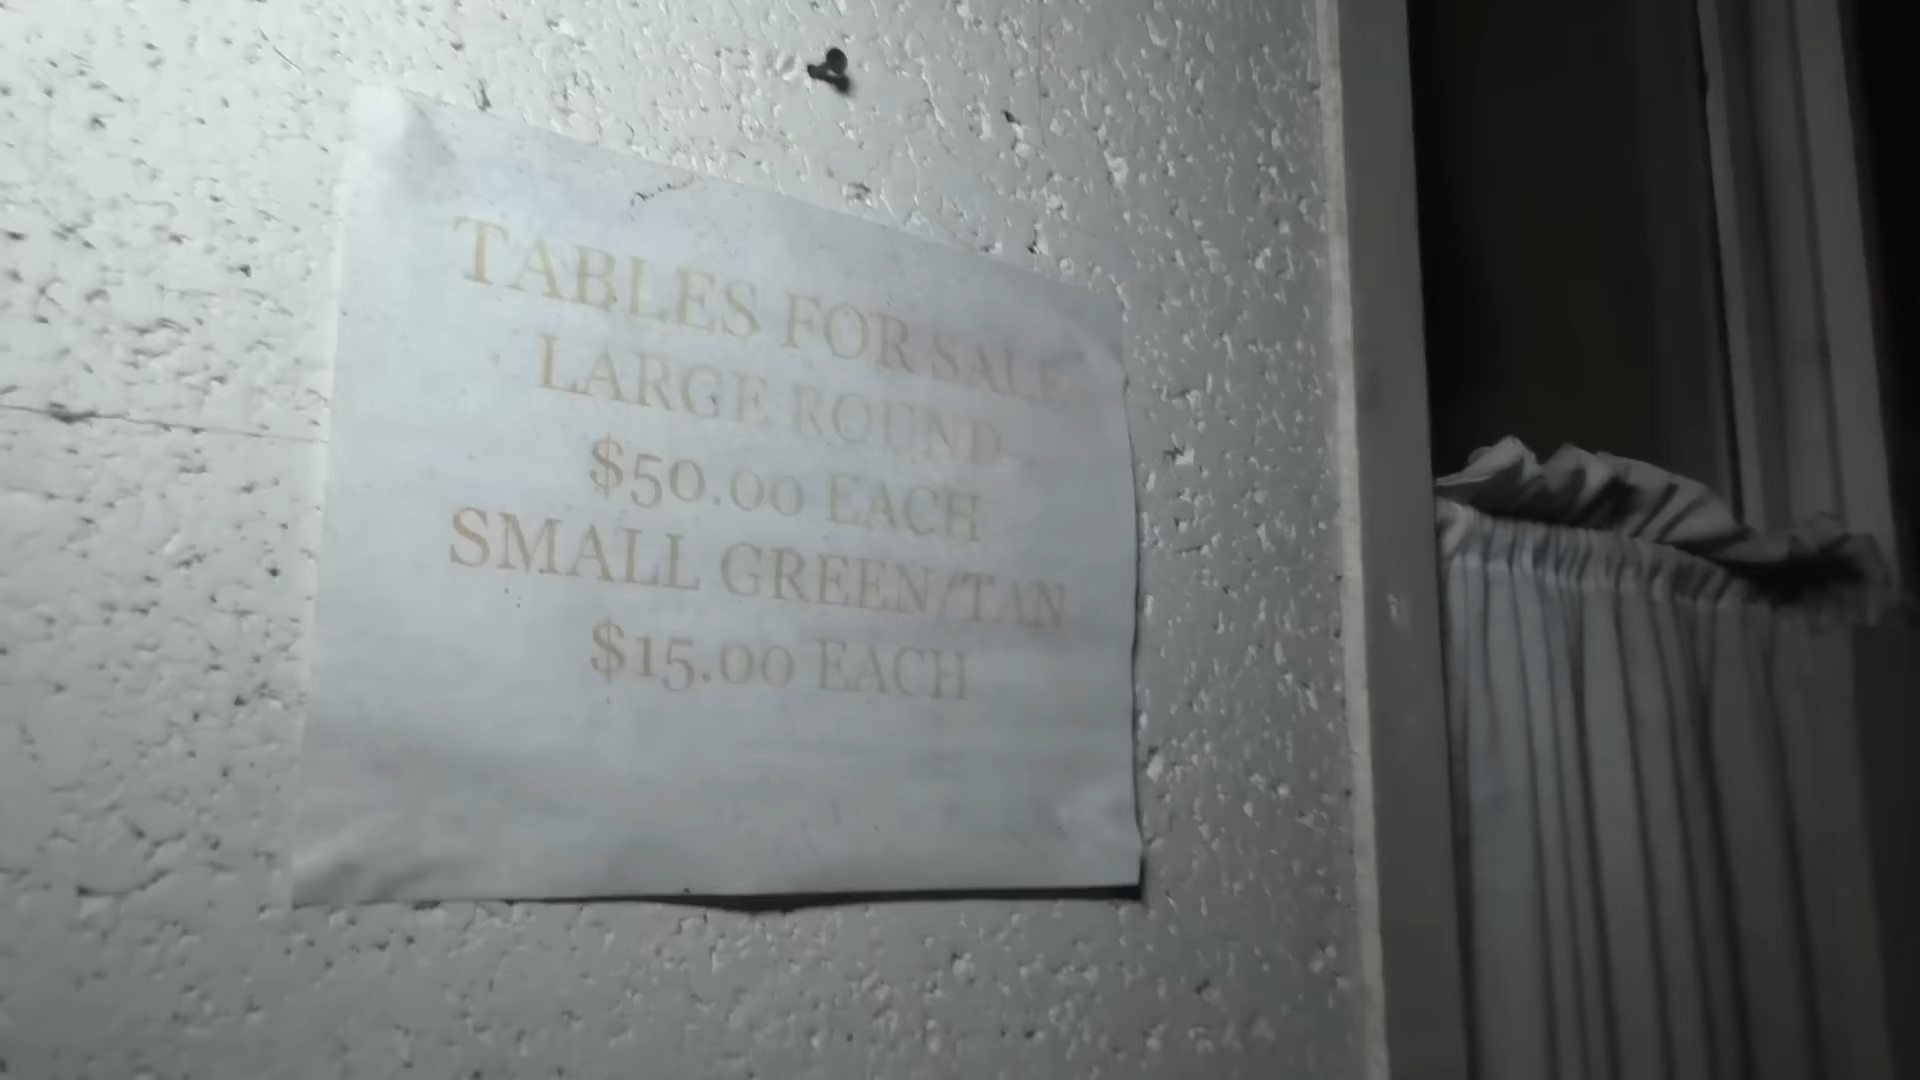 TABLES FOR SALE
LARGE ROUND
$50.00 EACH
SMALL GREEN/TAN
$15.00 EACH